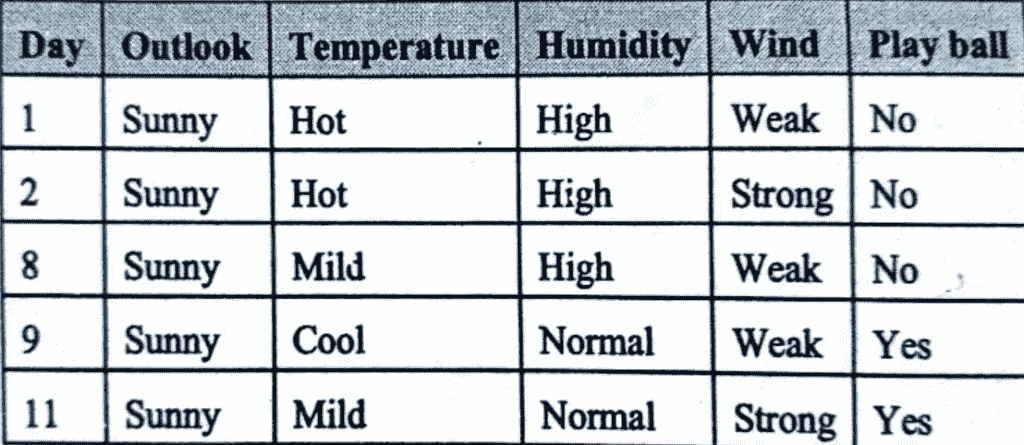 Day Outlook Temperature Humidity Wind Play ball
1 Sunny Hot High Weak No
2 Sunny Hot High Strong No
8 Sunny Mild High Weak No
9 Sunny Cool Normal Weak Yes
11 Sunny Mild Normal Strong Yes